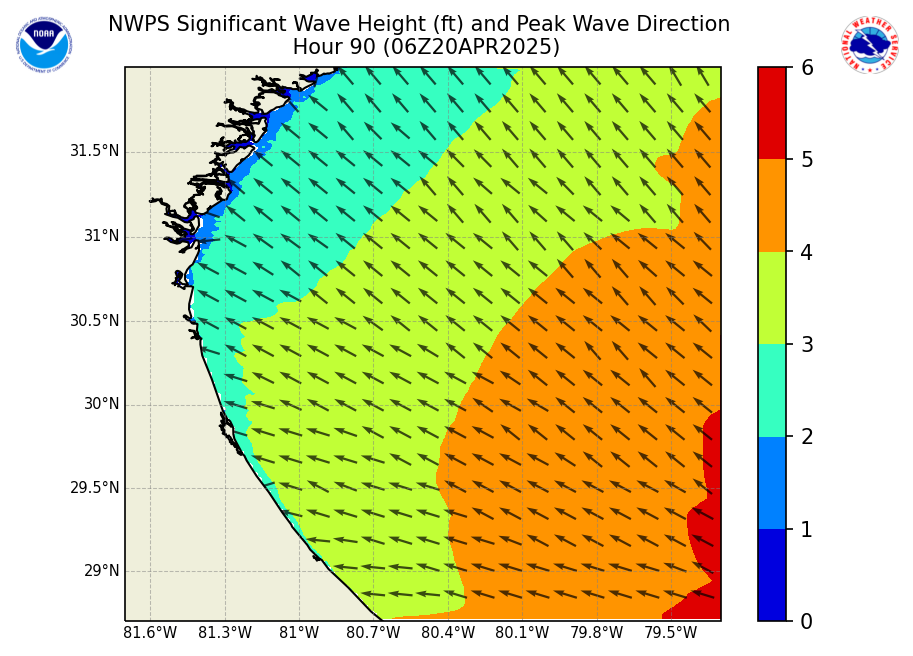 NWPS Significant Wave Height (ft) and Peak Wave Direction
Hour 90 (06Z20APR2025)
NOAA
NATIONAL WEATHER SERVICE
31.5°N
31°N
30.5°N
30°N
29.5°N
29°N
81.6°W 81.3°W 81°W 80.7°W 80.4°W 80.1°W 79.8°W 79.5°W
6
5
4
3
2
1
0